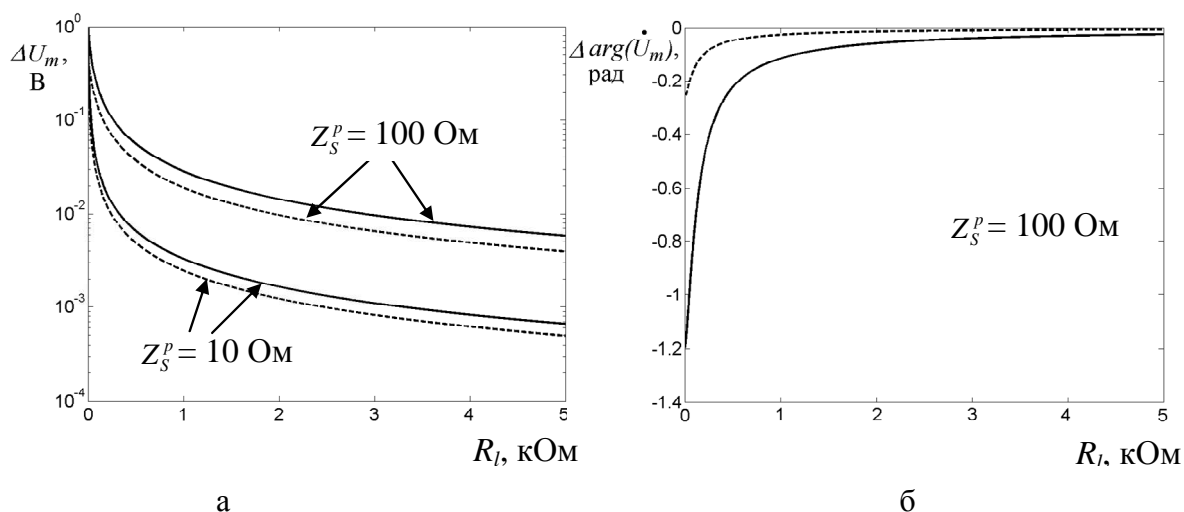 ΔU_m,
В
10^0
10^-1
10^-2
10^-3
10^-4
Z_S^p = 100 Ом
Z_S^p = 10 Ом
0 1 2 3 4 5
R_l, кОм
а
Δarg(U̇_m),
рад
0
-0.2
-0.4
-0.6
-0.8
-1
-1.2
-1.4
Z_S^p = 100 Ом
0 1 2 3 4 5
R_l, кОм
б